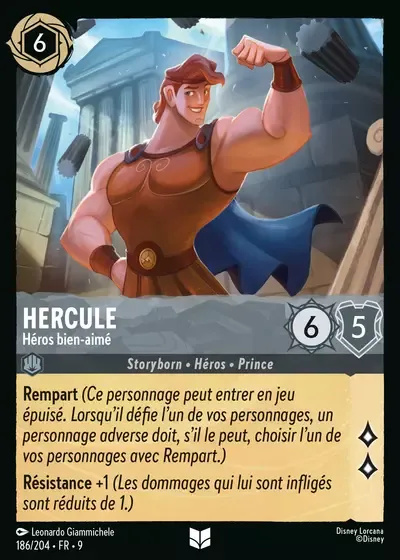 6
HERCULE
Héros bien-aimé
6
5
Storyborn • Héros • Prince
Rempart (Ce personnage peut entrer en jeu
épuisé. Lorsqu'il défie l'un de vos personnages, un
personnage adverse doit, s'il le peut, choisir l'un de
vos personnages avec Rempart.)
Résistance +1 (Les dommages qui lui sont infligés
sont réduits de 1.)
Leonardo Giammichele
186/204 • FR • 9
Disney Lorcana
©Disney